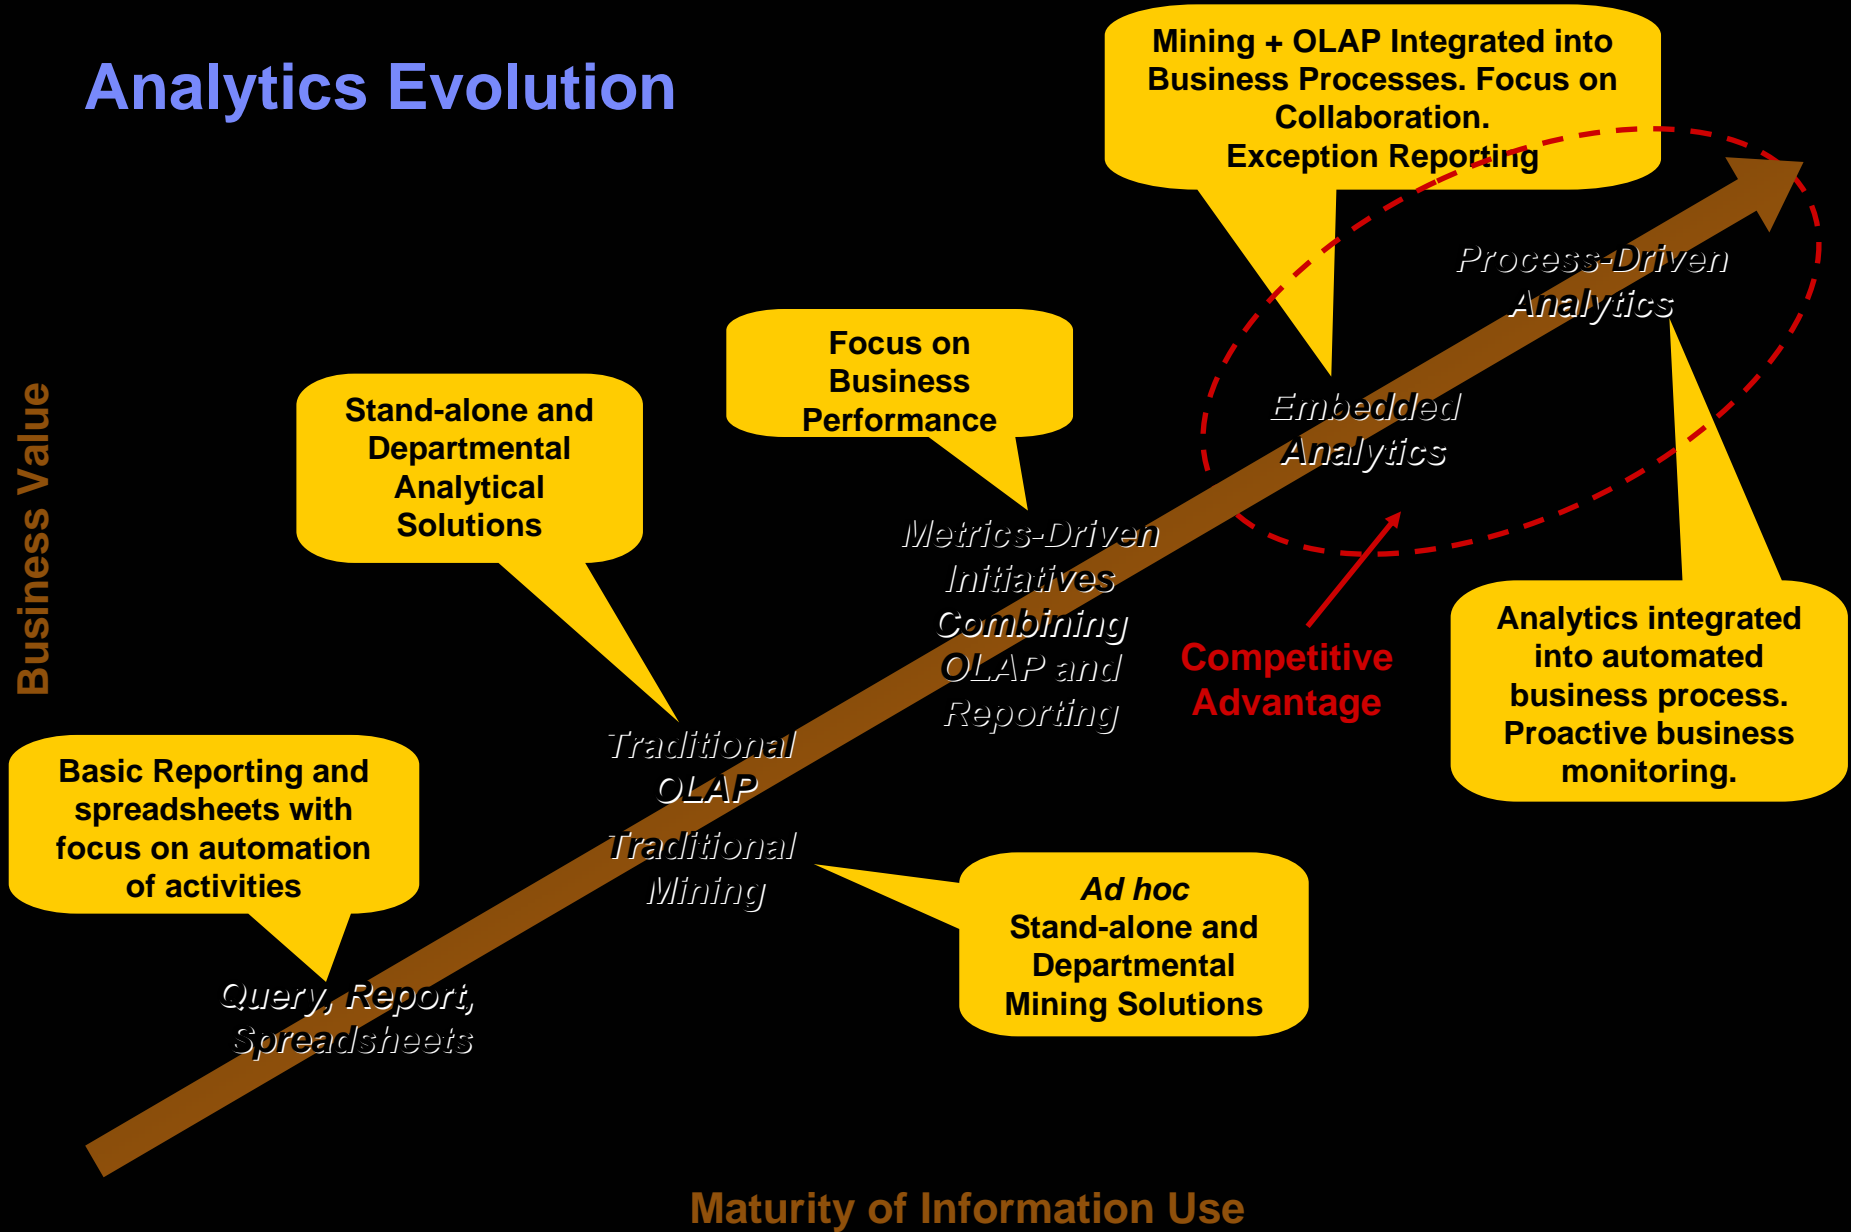 Analytics Evolution
Mining + OLAP Integrated into
Business Processes. Focus on
Collaboration.
Exception Reporting
Process-Driven
Analytics
Focus on
Business
Performance
Stand-alone and
Departmental
Analytical
Solutions
Embedded
Analytics
Business Value
Metrics-Driven
Initiatives
Combining
OLAP and
Reporting
Competitive
Advantage
Analytics integrated
into automated
business process.
Proactive business
monitoring.
Traditional
OLAP
Traditional
Mining
Basic Reporting and
spreadsheets with
focus on automation
of activities
Ad hoc
Stand-alone and
Departmental
Mining Solutions
Query, Report,
Spreadsheets
Maturity of Information Use